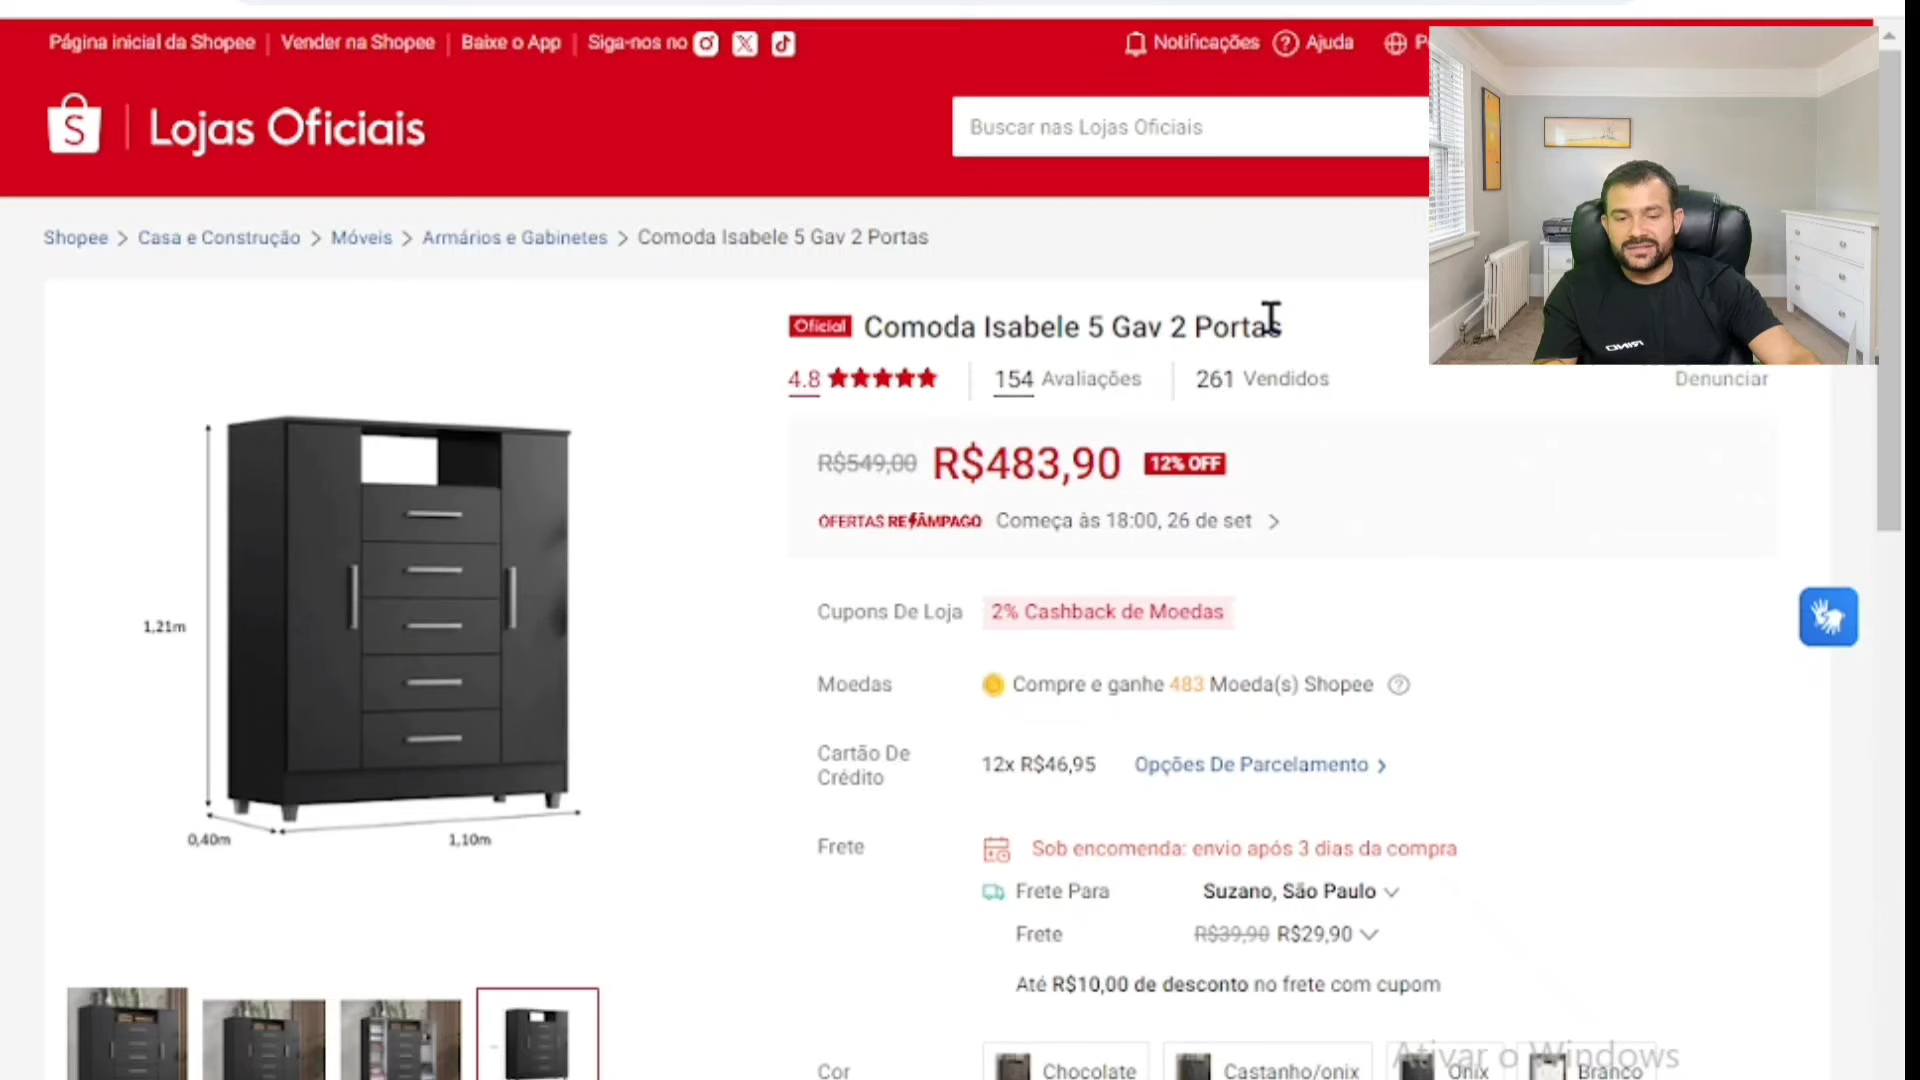 Página inicial da Shopee | Vender na Shopee | Baixe o App | Siga-nos no
Notificações Ajuda
S | Lojas Oficiais
Buscar nas Lojas Oficiais
Shopee > Casa e Construção > Móveis > Armários e Gabinetes > Comoda Isabele 5 Gav 2 Portas
Oficial Comoda Isabele 5 Gav 2 Portas
4.8 154 Avaliações 261 Vendidos
Denunciar
R$549,00 R$483,90 12% OFF
OFERTAS RELÂMPAGO Começa às 18:00, 26 de set >
1,21m
0,40m
1,10m
Cupons De Loja 2% Cashback de Moedas
Moedas Compre e ganhe 483 Moeda(s) Shopee ?
Cartão De Crédito 12x R$46,95 Opções De Parcelamento >
Frete Sob encomenda: envio após 3 dias da compra
Frete Para Suzano, São Paulo
Frete R$39,90 R$29,90
Até R$10,00 de desconto no frete com cupom
Cor Chocolate Castanho/onix Onix Branco
Ativar o Windows